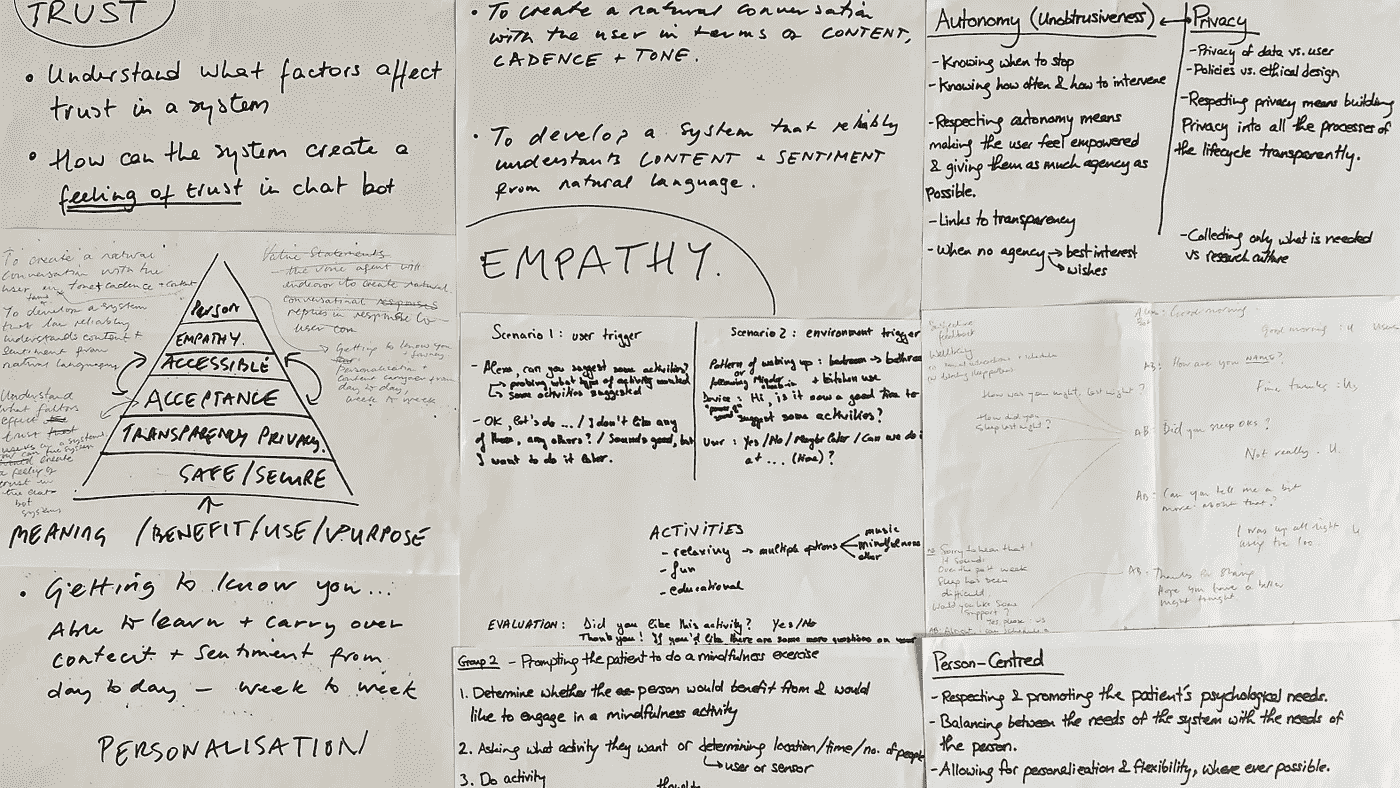 TRUST
• Understand what factors affect
trust in a system
• How can the system create a
feeling of trust in chat bot
To create a natural
conversation with the
user in tone + cadence + content
To develop a system
that can reliably
understands content +
sentiment from
natural language
Understand
what factors
effect
trust
create
a feeling of
trust in
the chat
bot
system
Value Statements
the voice agent will
endeavor to create natural
conversational responses
replies in response to
user
Getting to know you
Personalisation +
day to day
week to week
Person
EMPATHY.
ACCESSIBLE
ACCEPTANCE
TRANSPARENCY PRIVACY
SAFE/SECURE
MEANING /BENEFIT/USE/PURPOSE
• Getting to know you...
Able to learn + carry over
context + sentiment from
day to day – week to week
PERSONALISATION
• To create a natural conversation
with the user in terms of CONTENT,
CADENCE + TONE.
• To develop a system that reliably
understants CONTENT + SENTIMENT
from natural language.
EMPATHY.
Scenario 1: user trigger
- Alexa, can you suggest some activities?
↳ probing what types of activity wanted
some activities suggested
- OK, let's do ... / I don't like any
of them, any others? / Sounds good, but
I want to do it later.
Scenario 2: environment trigger
Pattern of waking up: bedroom → bathroo
or
following
+ kitchen use
Device: Hi, is it now a good time to
suggest some activities?
User: Yes/No/Maybe later/Can we do i
at ... (time)?
ACTIVITIES
- relaxing → multiple options
music
mindfulness
other
- fun
- educational
EVALUATION: Did you like this activity? Yes/No
Thank you! If you'd like there are some more questions on your
Group 2 - Prompting the patient to do a mindfulness exercise
1. Determine whether the person would benefit from & would
like to engage in a mindfulness activity
2. Asking what activity they want or determining location/time/no. of people
↳ user or sensor
3. Do activity
Autonomy (Unobtrusiveness)
- Knowing when to stop
- Knowing how often & how to intervene
- Respecting autonomy means
making the user feel empowered
& giving them as much agency as
possible.
- Links to transparency
- When no agency → best interest
↳ wishes
Privacy
- Privacy of data vs. user
- Policies vs. ethical design
- Respecting privacy means building
Privacy into all the processes of
the lifecycle transparently.
- Collecting only what is needed
vs research culture
Good morning
Good morning : U
AB: How are you NAME?
Fine thanks : U
How was your night, last night?
How did you
sleep last night?
AB: Did you sleep ok?
Not really. U.
AB: Can you tell me a bit
more about that?
I was up all night
using the loo.
Sorry to hear that!
It sounds
Over the past week
sleep has been
difficult.
Would you like some
support?
Yes please
AB: Thanks for sharing
Hope you have a better
night tonight
Person-Centred
- Respecting & promoting the patient's psychological needs.
- Balancing between the needs of the system with the needs of
the person.
- Allowing for personalisation & flexibility, where ever possible.